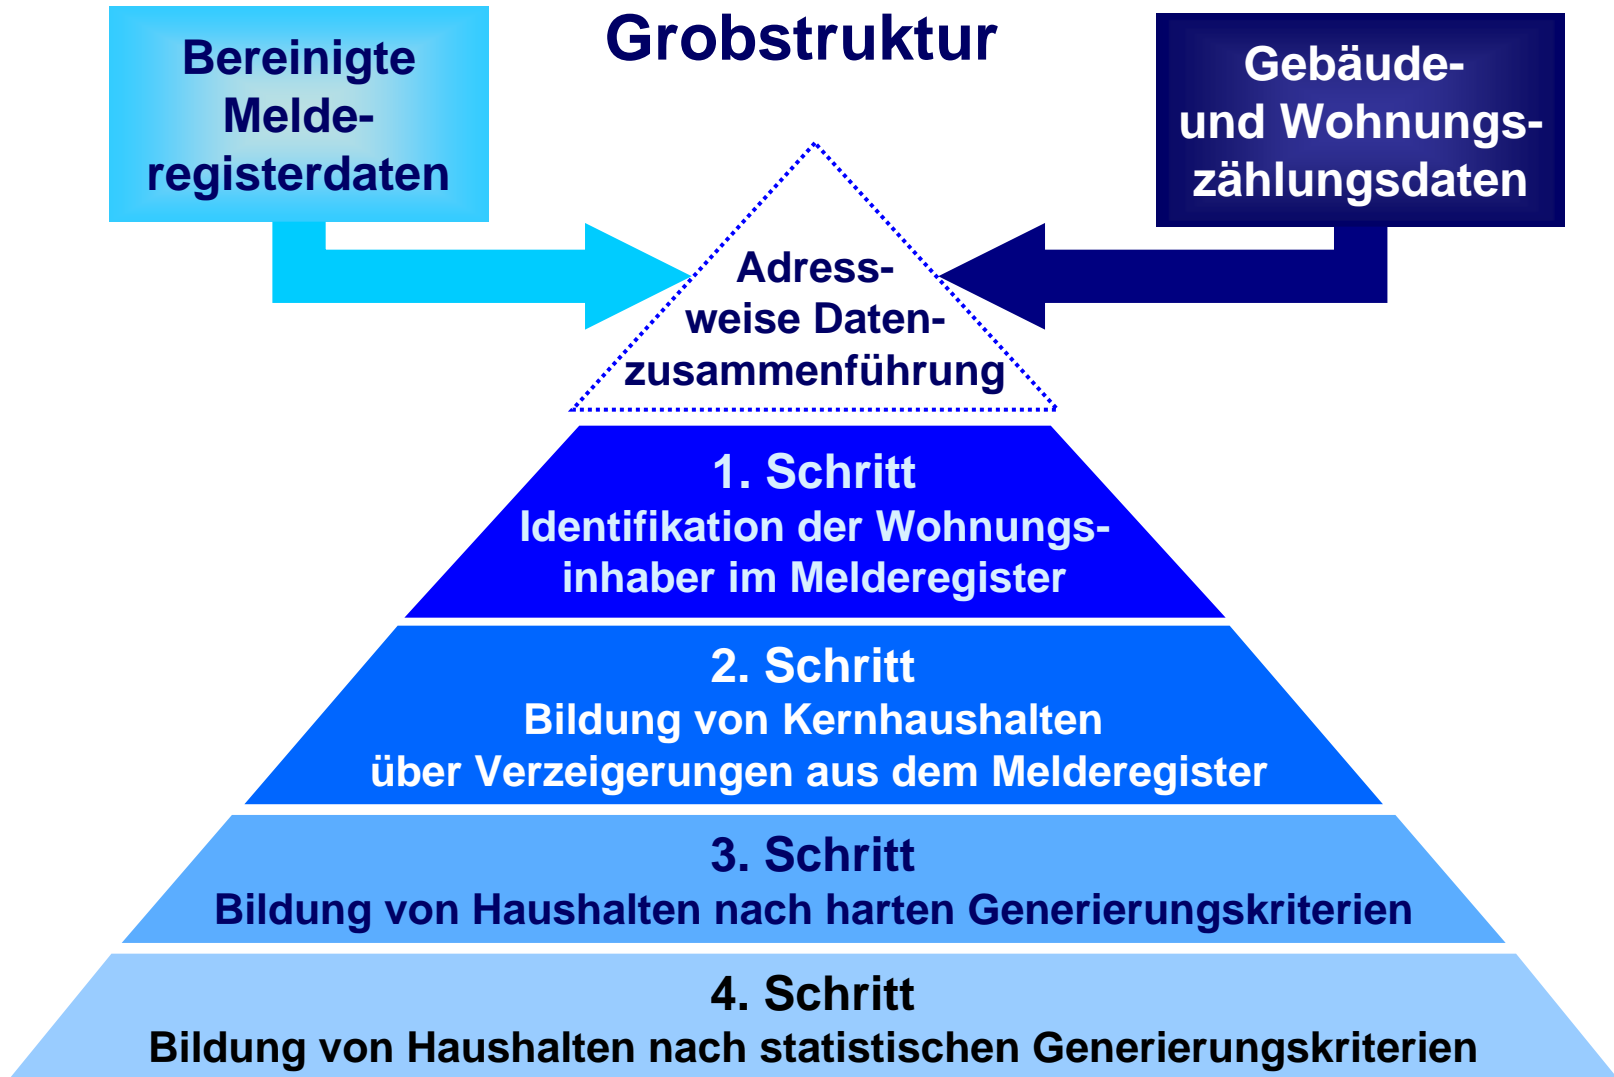 Grobstruktur
Bereinigte
Melde-
registerdaten
Gebäude-
und Wohnungs-
zählungsdaten
Adress-
weise Daten-
zusammenführung
1. Schritt
Identifikation der Wohnungs-
inhaber im Melderegister
2. Schritt
Bildung von Kernhaushalten
über Verzeigerungen aus dem Melderegister
3. Schritt
Bildung von Haushalten nach harten Generierungskriterien
4. Schritt
Bildung von Haushalten nach statistischen Generierungskriterien